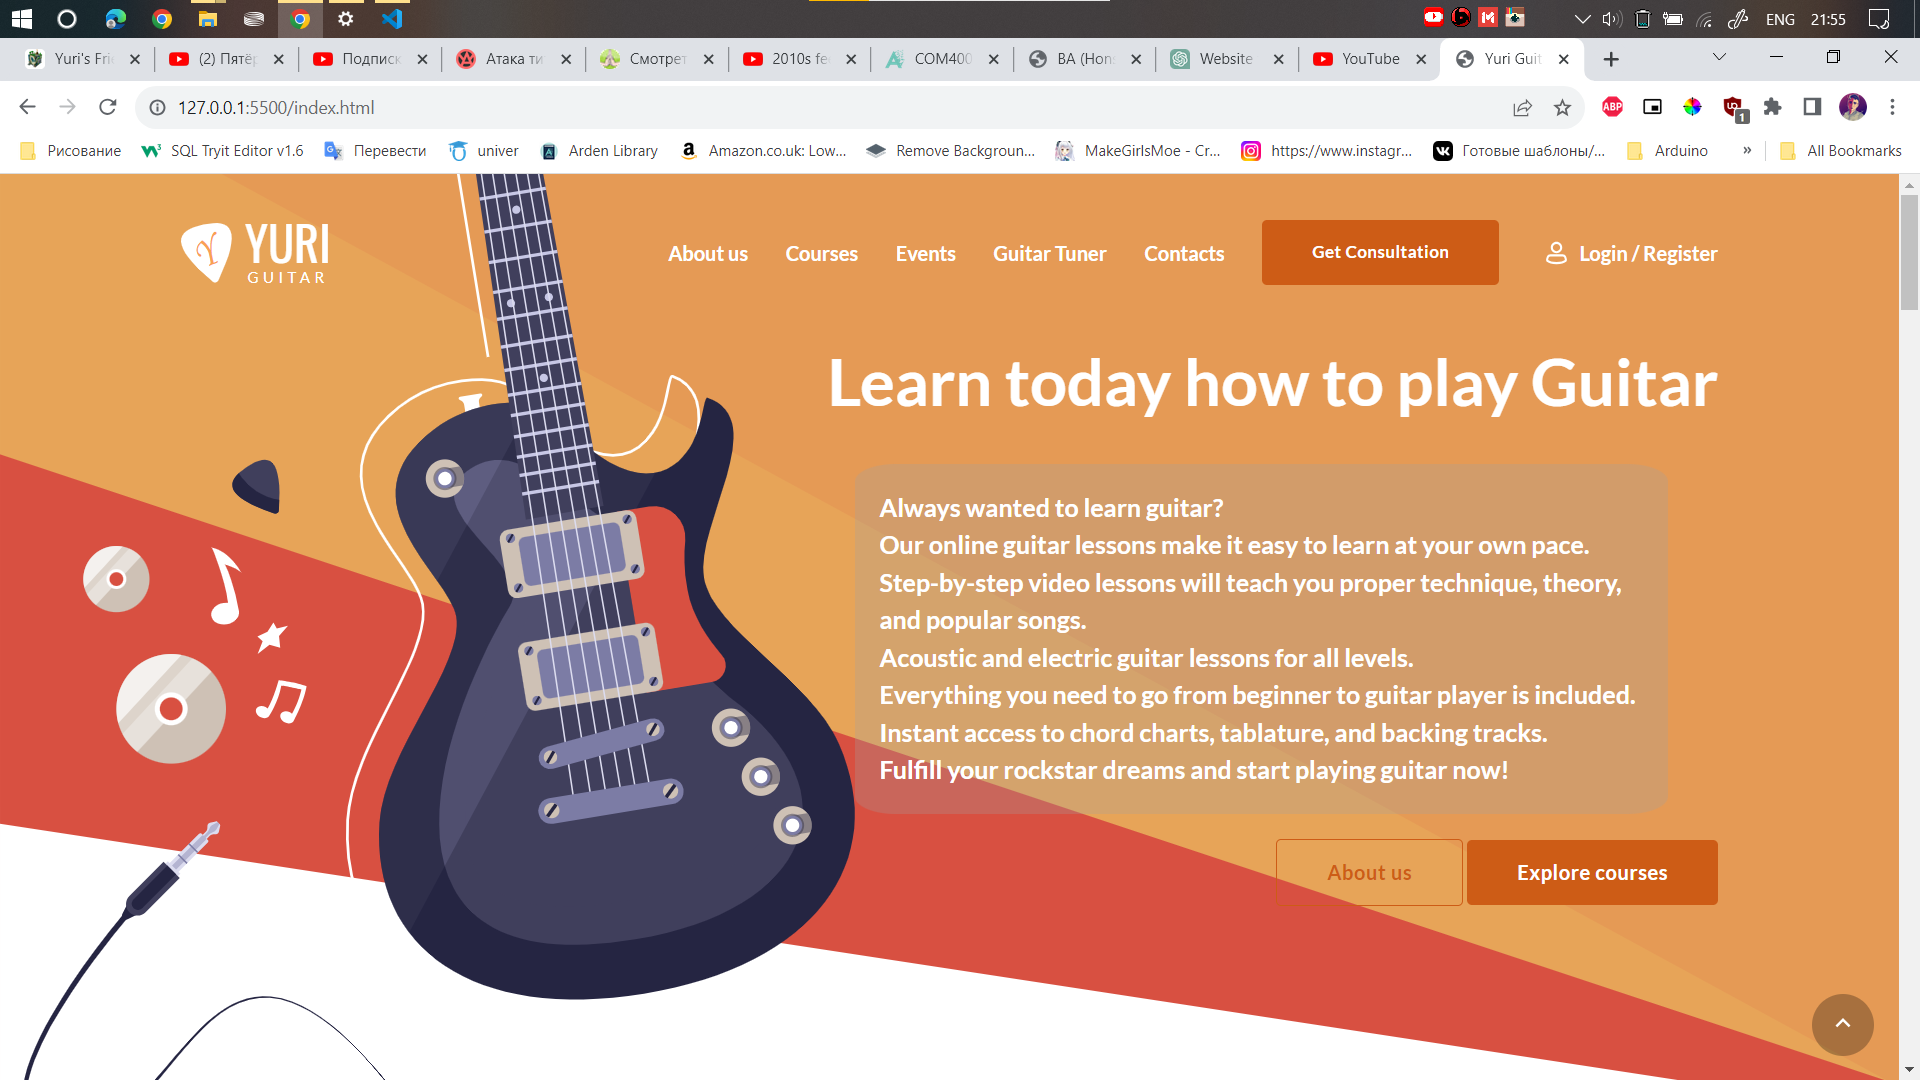 ENG
21:55
Yuri's Frie
(2) Пятёр
Подписк
Атака ти
Смотрет
2010s fe
COM400
BA (Hon
Website
YouTube
Yuri Guit
127.0.0.1:5500/index.html
ABP
1
Рисование
SQL Tryit Editor v1.6
Перевести
univer
Arden Library
Amazon.co.uk: Low...
Remove Backgroun...
MakeGirlsMoe - Cr...
https://www.instagr...
Готовые шаблоны/...
Arduino
»
All Bookmarks
YURI
GUITAR
About us
Courses
Events
Guitar Tuner
Contacts
Get Consultation
Login / Register
Learn today how to play Guitar
Always wanted to learn guitar?
Our online guitar lessons make it easy to learn at your own pace.
Step-by-step video lessons will teach you proper technique, theory,
and popular songs.
Acoustic and electric guitar lessons for all levels.
Everything you need to go from beginner to guitar player is included.
Instant access to chord charts, tablature, and backing tracks.
Fulfill your rockstar dreams and start playing guitar now!
About us
Explore courses